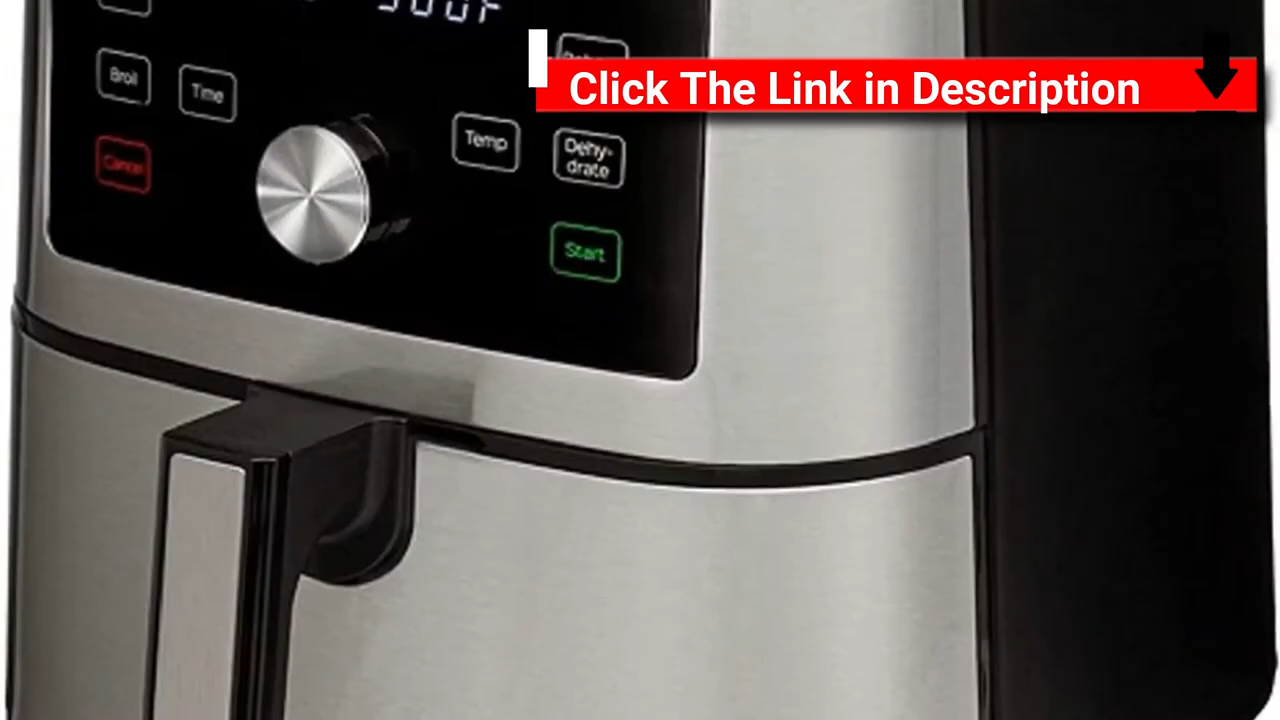 Click The Link in Description
Broil
Time
Temp
Dehy-
drate
Cancel
Start